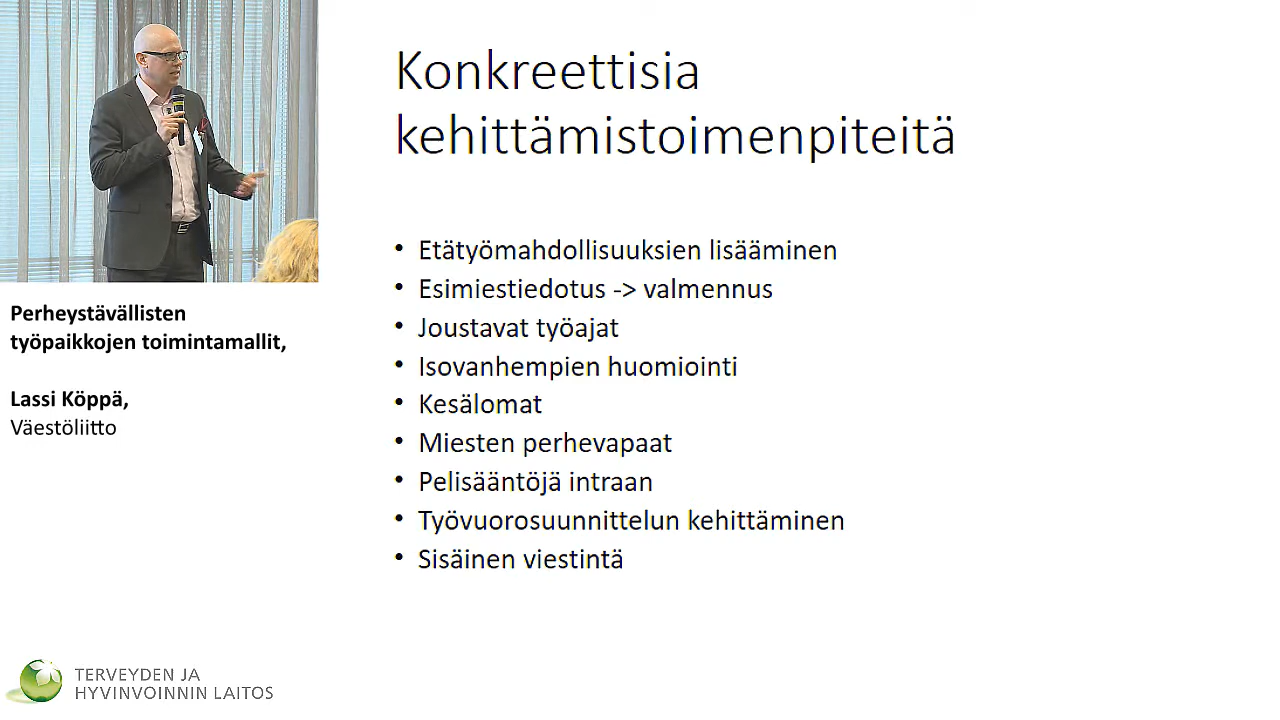 Konkreettisia
kehittämistoimenpiteitä
• Etätyömahdollisuuksien lisääminen
• Esimiestiedotus -> valmennus
• Joustavat työajat
• Isovanhempien huomiointi
• Kesälomat
• Miesten perhevapaat
• Pelisääntöjä intraan
• Työvuorosuunnittelun kehittäminen
• Sisäinen viestintä
Perheystävällisten
työpaikkojen toimintamallit,
Lassi Köppä,
Väestöliitto
TERVEYDEN JA
HYVINVOINNIN LAITOS